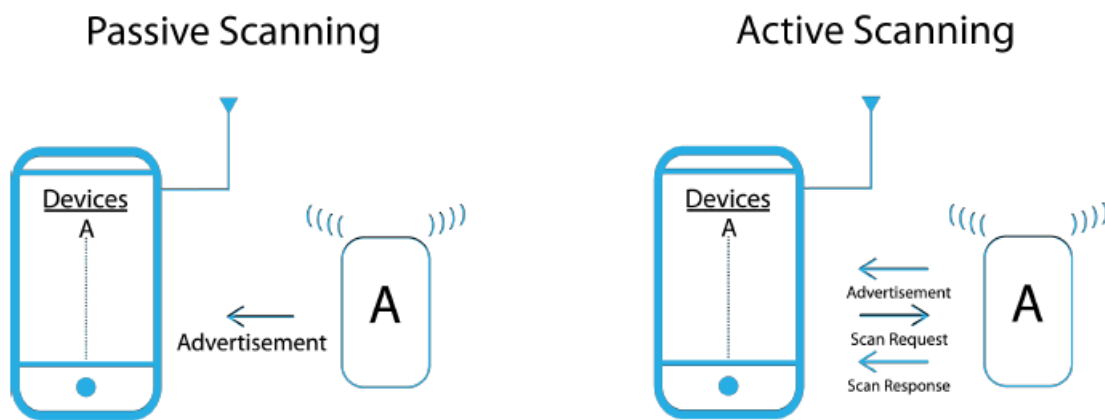 Passive Scanning
Devices
A
A
Advertisement
Active Scanning
Devices
A
A
Advertisement
Scan Request
Scan Response